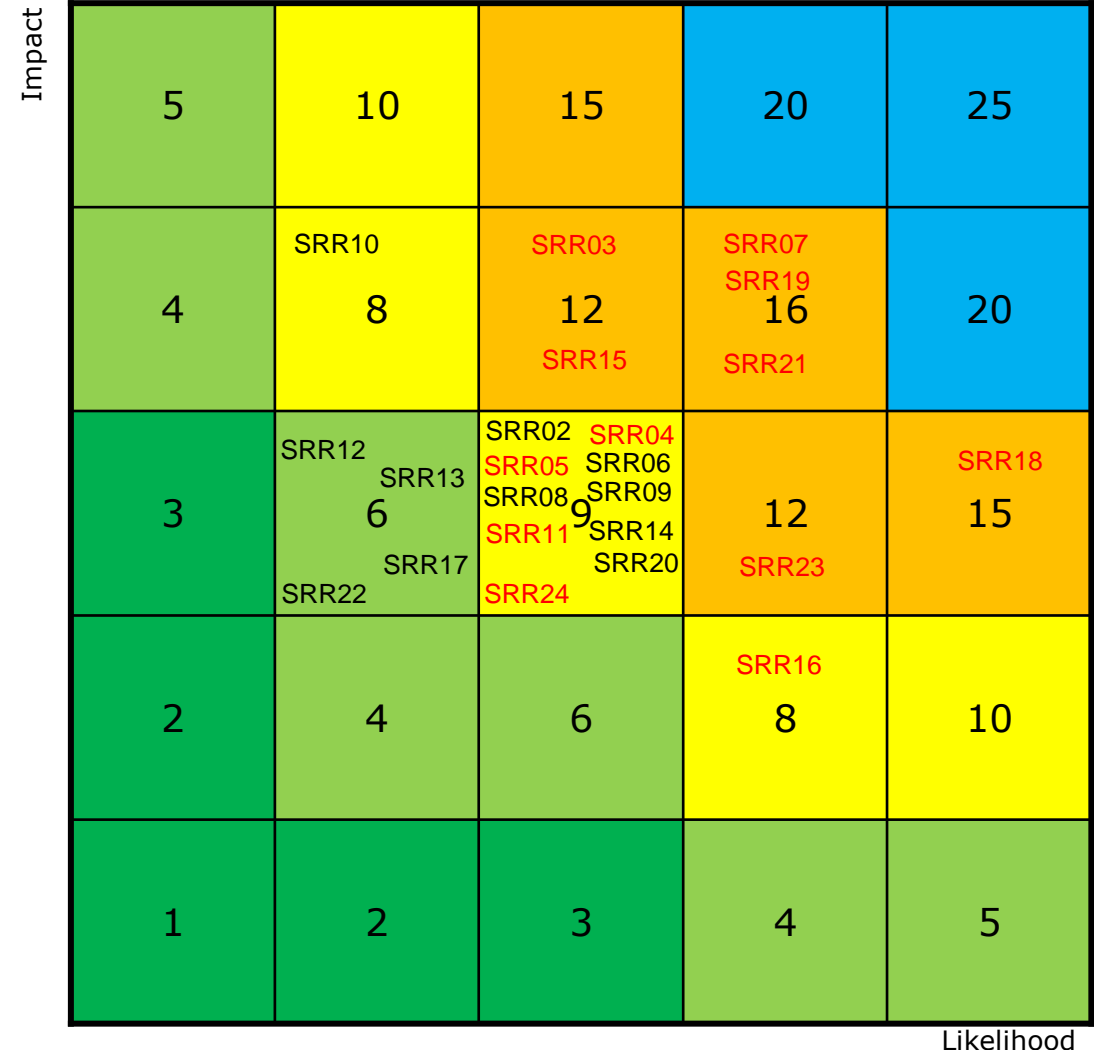 Impact
5
10
15
20
25
SRR10
SRR03
SRR07
SRR19
4
8
12
16
20
SRR15
SRR21
SRR02 SRR04
SRR12
SRR05 SRR06
SRR18
SRR13
SRR08 SRR09
3
6
9
12
15
SRR11 SRR14
SRR17
SRR20
SRR23
SRR22
SRR24
SRR16
2
4
6
8
10
1
2
3
4
5
Likelihood